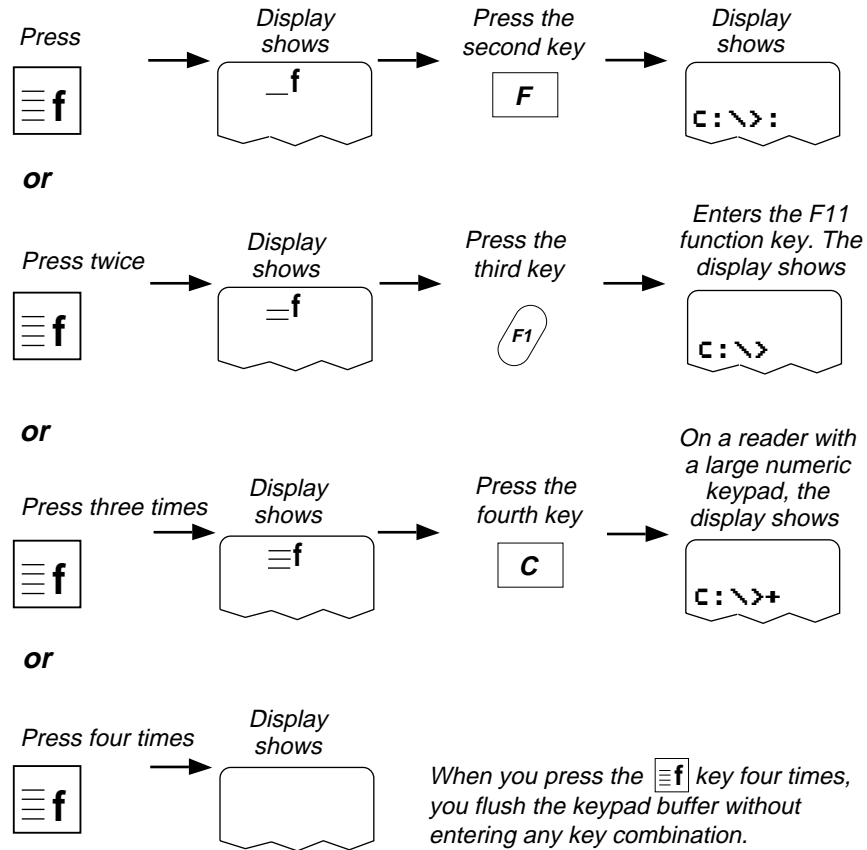 Press
Display
shows
Press the
second key
Display
shows
f
f
F
C:\>:
or
Press twice
Display
shows
Press the
third key
Enters the F11
function key. The
display shows
f
f
F1
C:\>
or
Press three times
Display
shows
Press the
fourth key
On a reader with
a large numeric
keypad, the
display shows
f
f
C
C:\>+
or
Press four times
Display
shows
f
When you press the f key four times,
you flush the keypad buffer without
entering any key combination.